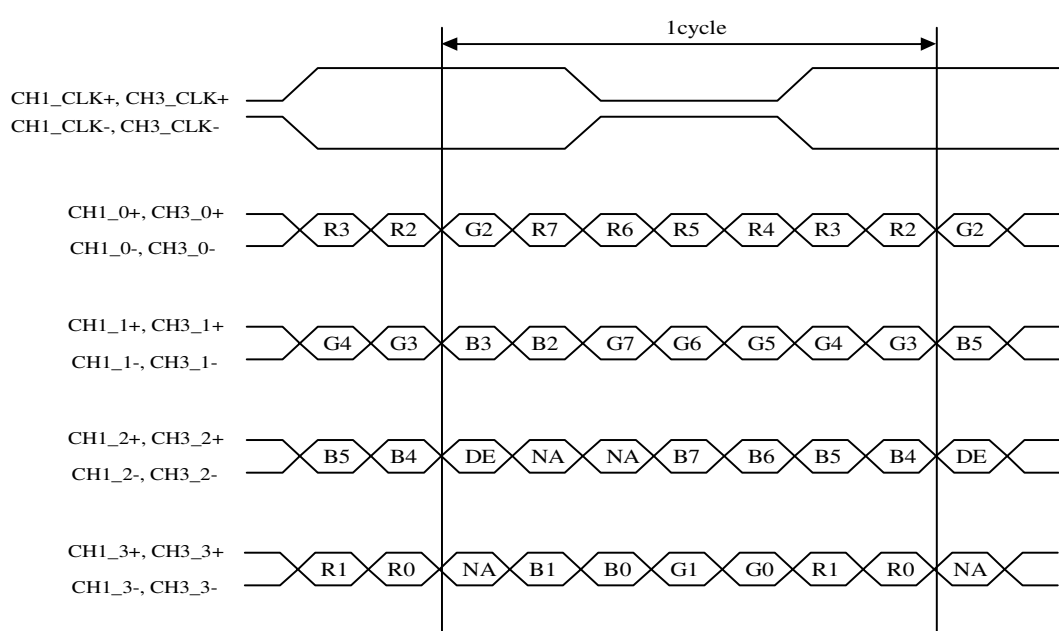 1cycle
CH1_CLK+, CH3_CLK+
CH1_CLK-, CH3_CLK-
CH1_0+, CH3_0+
R3 R2 G2 R7 R6 R5 R4 R3 R2 G2
CH1_0-, CH3_0-
CH1_1+, CH3_1+
G4 G3 B3 B2 G7 G6 G5 G4 G3 B5
CH1_1-, CH3_1-
CH1_2+, CH3_2+
B5 B4 DE NA NA B7 B6 B5 B4 DE
CH1_2-, CH3_2-
CH1_3+, CH3_3+
R1 R0 NA B1 B0 G1 G0 R1 R0 NA
CH1_3-, CH3_3-